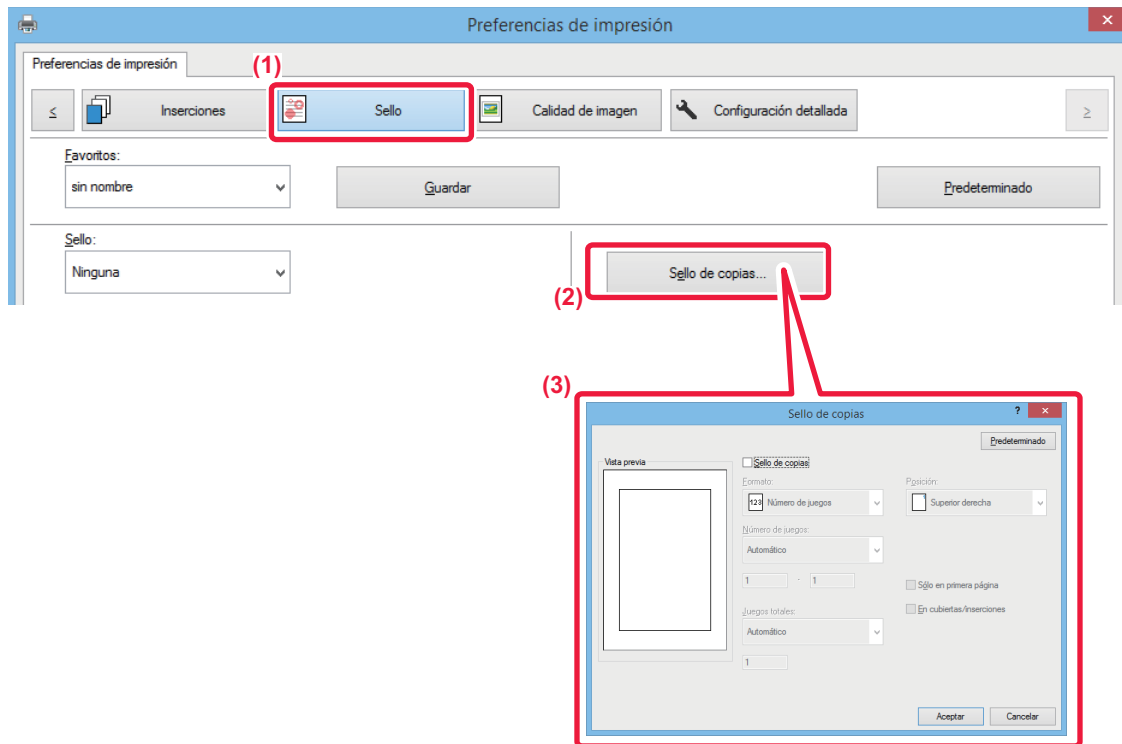 Preferencias de impresión
Preferencias de impresión
(1)
≤ Inserciones Sello Calidad de imagen Configuración detallada ≥
Favoritos:
sin nombre Guardar Predeterminado
Sello:
Ninguna Sello de copias...
(2)
(3)
Sello de copias ?
Predeterminado
Vista previa
Sello de copias
Formato: Posición:
123 Número de juegos Superior derecha
Número de juegos:
Automático
1 - 1
Sólo en primera página
En cubiertas/inserciones
Juegos totales:
Automático
1
Aceptar Cancelar